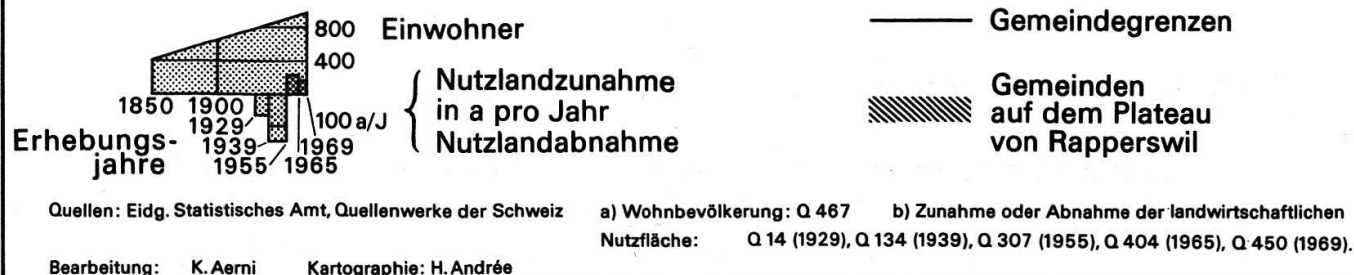 800 Einwohner
400
1850 1900
1929
1939
1955
1965
1969
100 a/J
Erhebungs-
jahre
Nutzlandzunahme
in a pro Jahr
Nutzlandabnahme
Gemeindegrenzen
Gemeinden
auf dem Plateau
von Rapperswil
Quellen: Eidg. Statistisches Amt, Quellenwerke der Schweiz a) Wohnbevölkerung: Q 467 b) Zunahme oder Abnahme der landwirtschaftlichen
Nutzfläche: Q 14 (1929), Q 134 (1939), Q 307 (1955), Q 404 (1965), Q 450 (1969).
Bearbeitung: K. Aerni Kartographie: H. Andrée